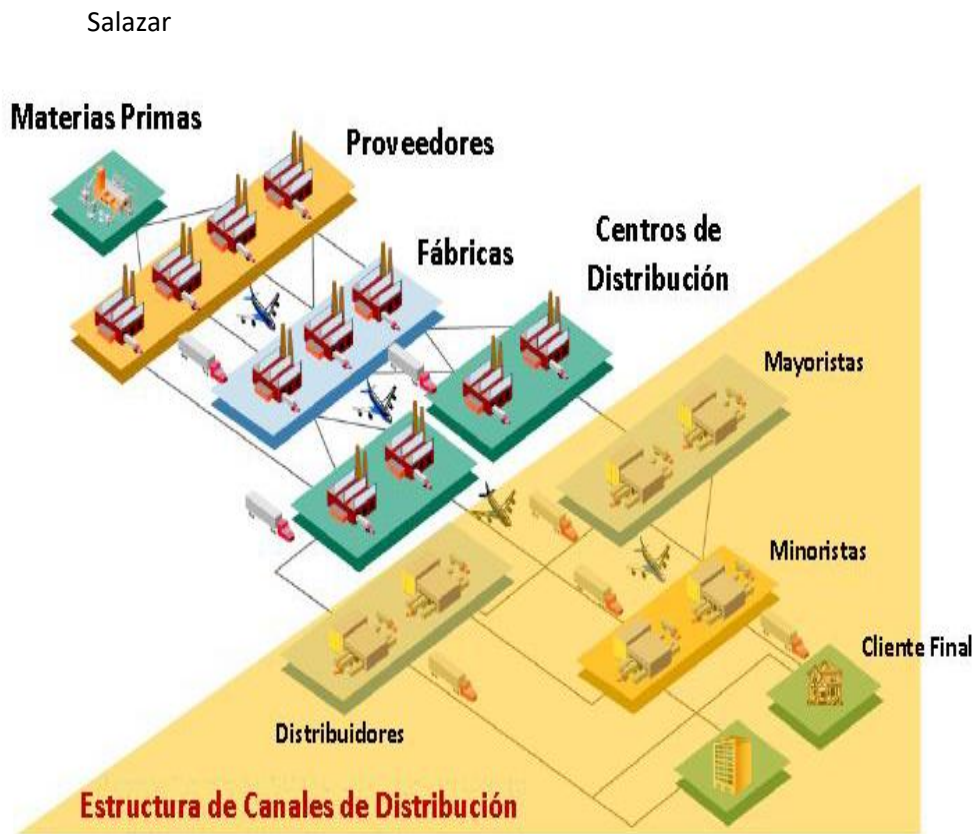 Salazar
Materias Primas
Proveedores
Fábricas
Centros de
Distribución
Mayoristas
Minoristas
Cliente Final
Distribuidores
Estructura de Canales de Distribución